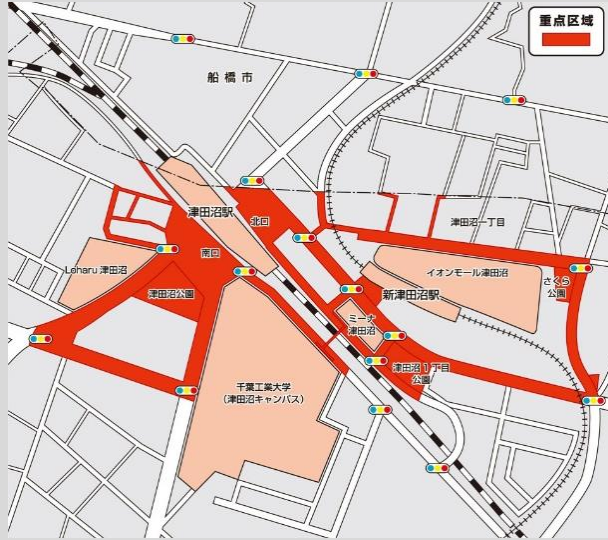 重点区域
船橋市
津田沼駅
北口
津田沼一丁目
南口
Loharu 津田沼
津田沼公園
イオンモール津田沼
さくら
公園
新津田沼駅
ミーナ
津田沼
津田沼1丁目
公園
千葉工業大学
(津田沼キャンパス)